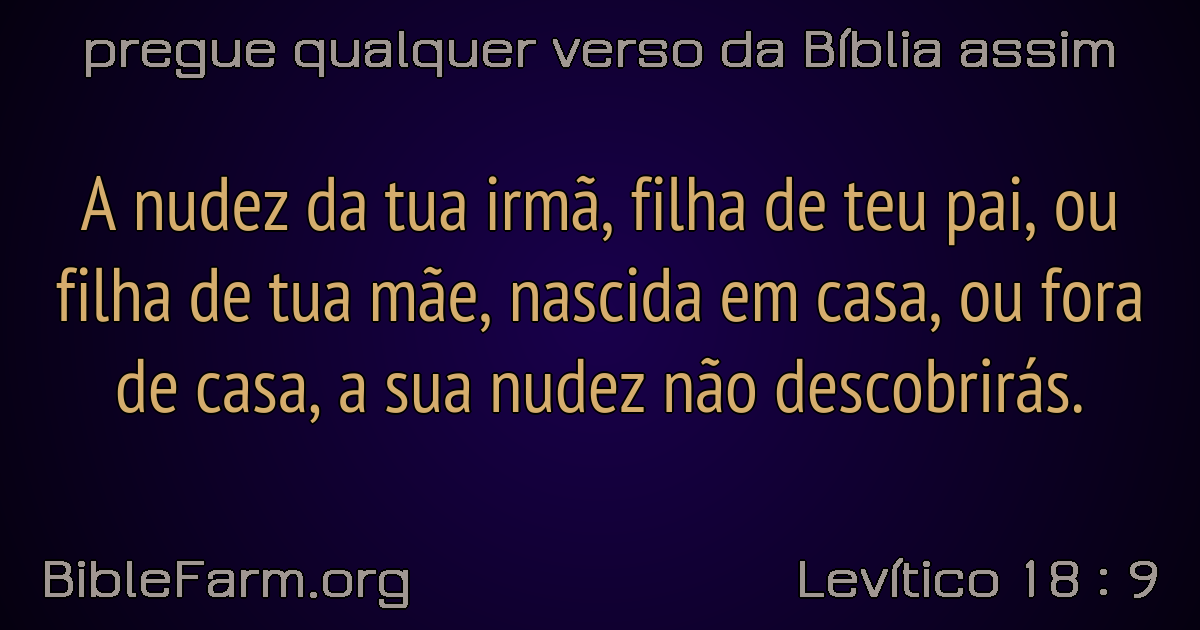 pregue qualquer verso da Bíblia assim
A nudez da tua irmã, filha de teu pai, ou
filha de tua mãe, nascida em casa, ou fora
de casa, a sua nudez não descobrirás.
BibleFarm.org
Levítico 18 : 9